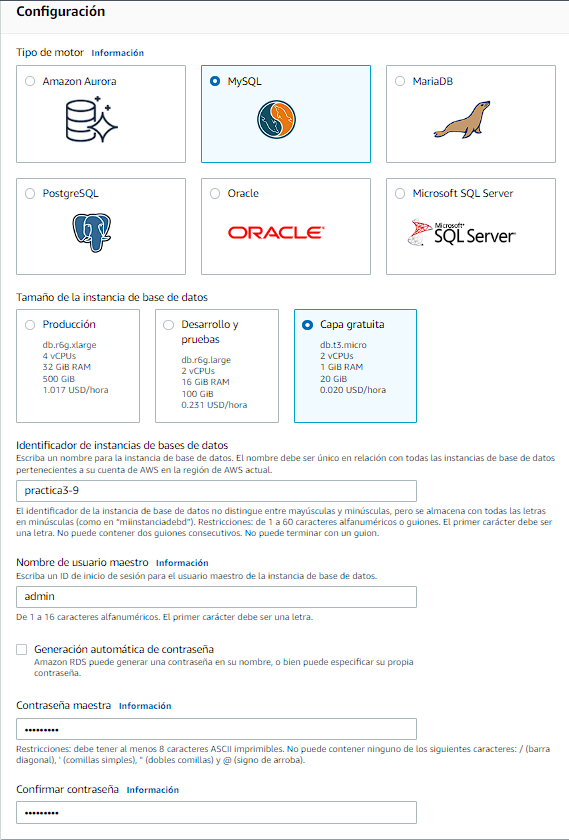 Configuración
Tipo de motor Información
Amazon Aurora
MySQL
MariaDB
PostgreSQL
Oracle
ORACLE
Microsoft SQL Server
Microsoft
SQL Server
Tamaño de la instancia de base de datos
Producción
db.r6g.xlarge
4 vCPUs
32 GiB RAM
500 GiB
1.017 USD/hora
Desarrollo y
pruebas
db.r6g.large
2 vCPUs
16 GiB RAM
100 GiB
0.231 USD/hora
Capa gratuita
db.t3.micro
2 vCPUs
1 GiB RAM
20 GiB
0.020 USD/hora
Identificador de instancias de bases de datos
Escriba un nombre para la instancia de base de datos. El nombre debe ser único en relación con todas las instancias de base de datos
pertenecientes a su cuenta de AWS en la región de AWS actual.
practica3-9
El identificador de la instancia de base de datos no distingue entre mayúsculas y minúsculas, pero se almacena con todas las letras
en minúsculas (como en "miinstanciadebd"). Restricciones: de 1 a 60 caracteres alfanuméricos o guiones. El primer carácter debe ser
una letra. No puede contener dos guiones consecutivos. No puede terminar con un guion.
Nombre de usuario maestro Información
Escriba un ID de inicio de sesión para el usuario maestro de la instancia de base de datos.
admin
De 1 a 16 caracteres alfanuméricos. El primer carácter debe ser una letra.
Generación automática de contraseña
Amazon RDS puede generar una contraseña en su nombre, o bien puede especificar su propia
contraseña.
Contraseña maestra Información
•••••••••
Restricciones: debe tener al menos 8 caracteres ASCII imprimibles. No puede contener ninguno de los siguientes caracteres: / (barra
diagonal), ' (comillas simples), " (dobles comillas) y @ (signo de arroba).
Confirmar contraseña Información
•••••••••